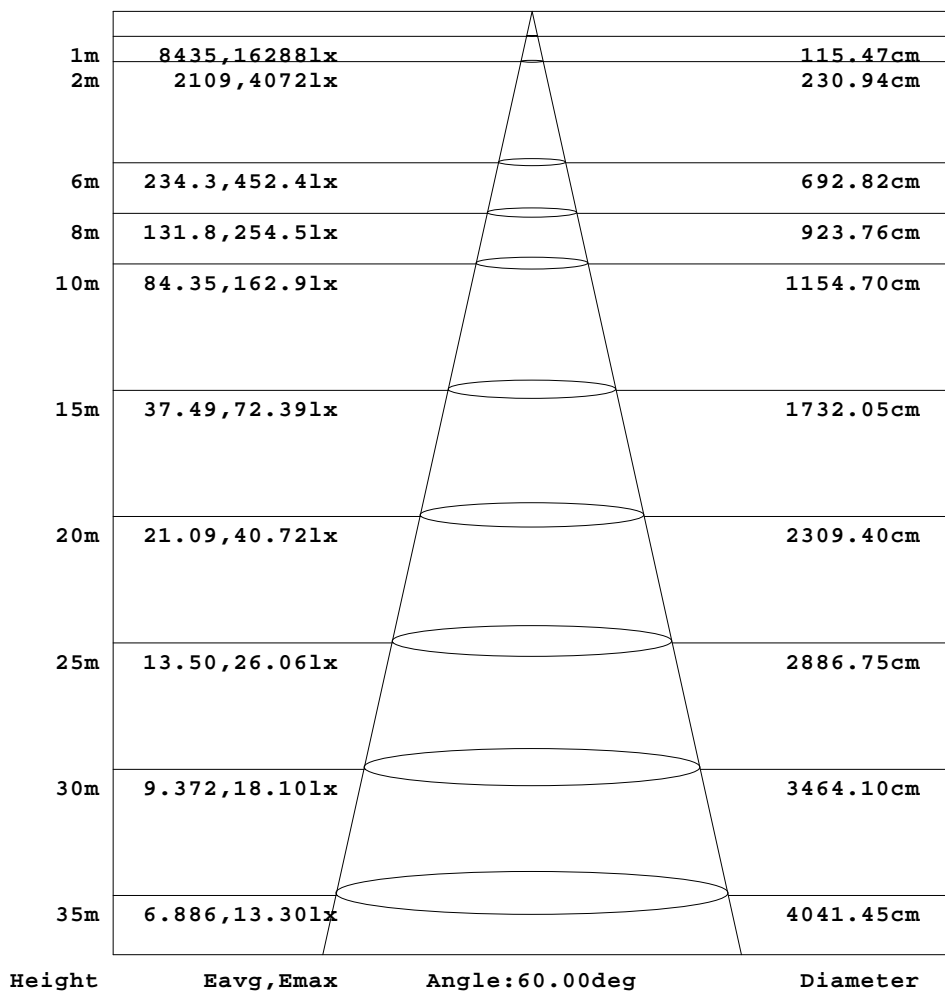 1m 8435,16288lx 115.47cm
2m 2109,4072lx 230.94cm
6m 234.3,452.4lx 692.82cm
8m 131.8,254.5lx 923.76cm
10m 84.35,162.9lx 1154.70cm
15m 37.49,72.39lx 1732.05cm
20m 21.09,40.72lx 2309.40cm
25m 13.50,26.06lx 2886.75cm
30m 9.372,18.10lx 3464.10cm
35m 6.886,13.30lx 4041.45cm
Height Eavg,Emax Angle:60.00deg Diameter